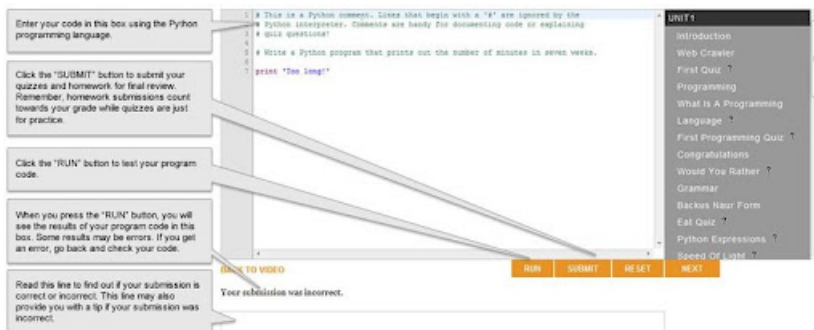 Enter your code in this box using the Python
programming language.
Click the "SUBMIT" button to submit your
quizzes and homework for final review.
Remember, homework submissions count
towards your grade while quizzes are just
for practice.
Click the "RUN" button to test your program
code.
When you press the "RUN" button, you will
see the results of your program code in this
box. Some results may be errors. If you get
an error, go back and check your code.
Read this line to find out if your submission is
correct or incorrect. This line may also
provide you with a tip if your submission was
incorrect.
1 # This is a Python comment. Lines that begin with a '#' are ignored by the
# Python interpreter. Comments are handy for documenting code or explaining
3 # quiz questions!
4
5 # Write a Python program that prints out the number of minutes in seven weeks.
6
7 print "Too long!"
BACK TO VIDEO
RUN
SUBMIT
RESET
NEXT
Your submission was incorrect.
UNIT1
Introduction
Web Crawler
First Quiz ?
Programming
What Is A Programming
Language ?
First Programming Quiz ?
Congratulations
Would You Rather ?
Grammar
Backus Naur Form
Eat Quiz ?
Python Expressions ?
Speed Of Light ?